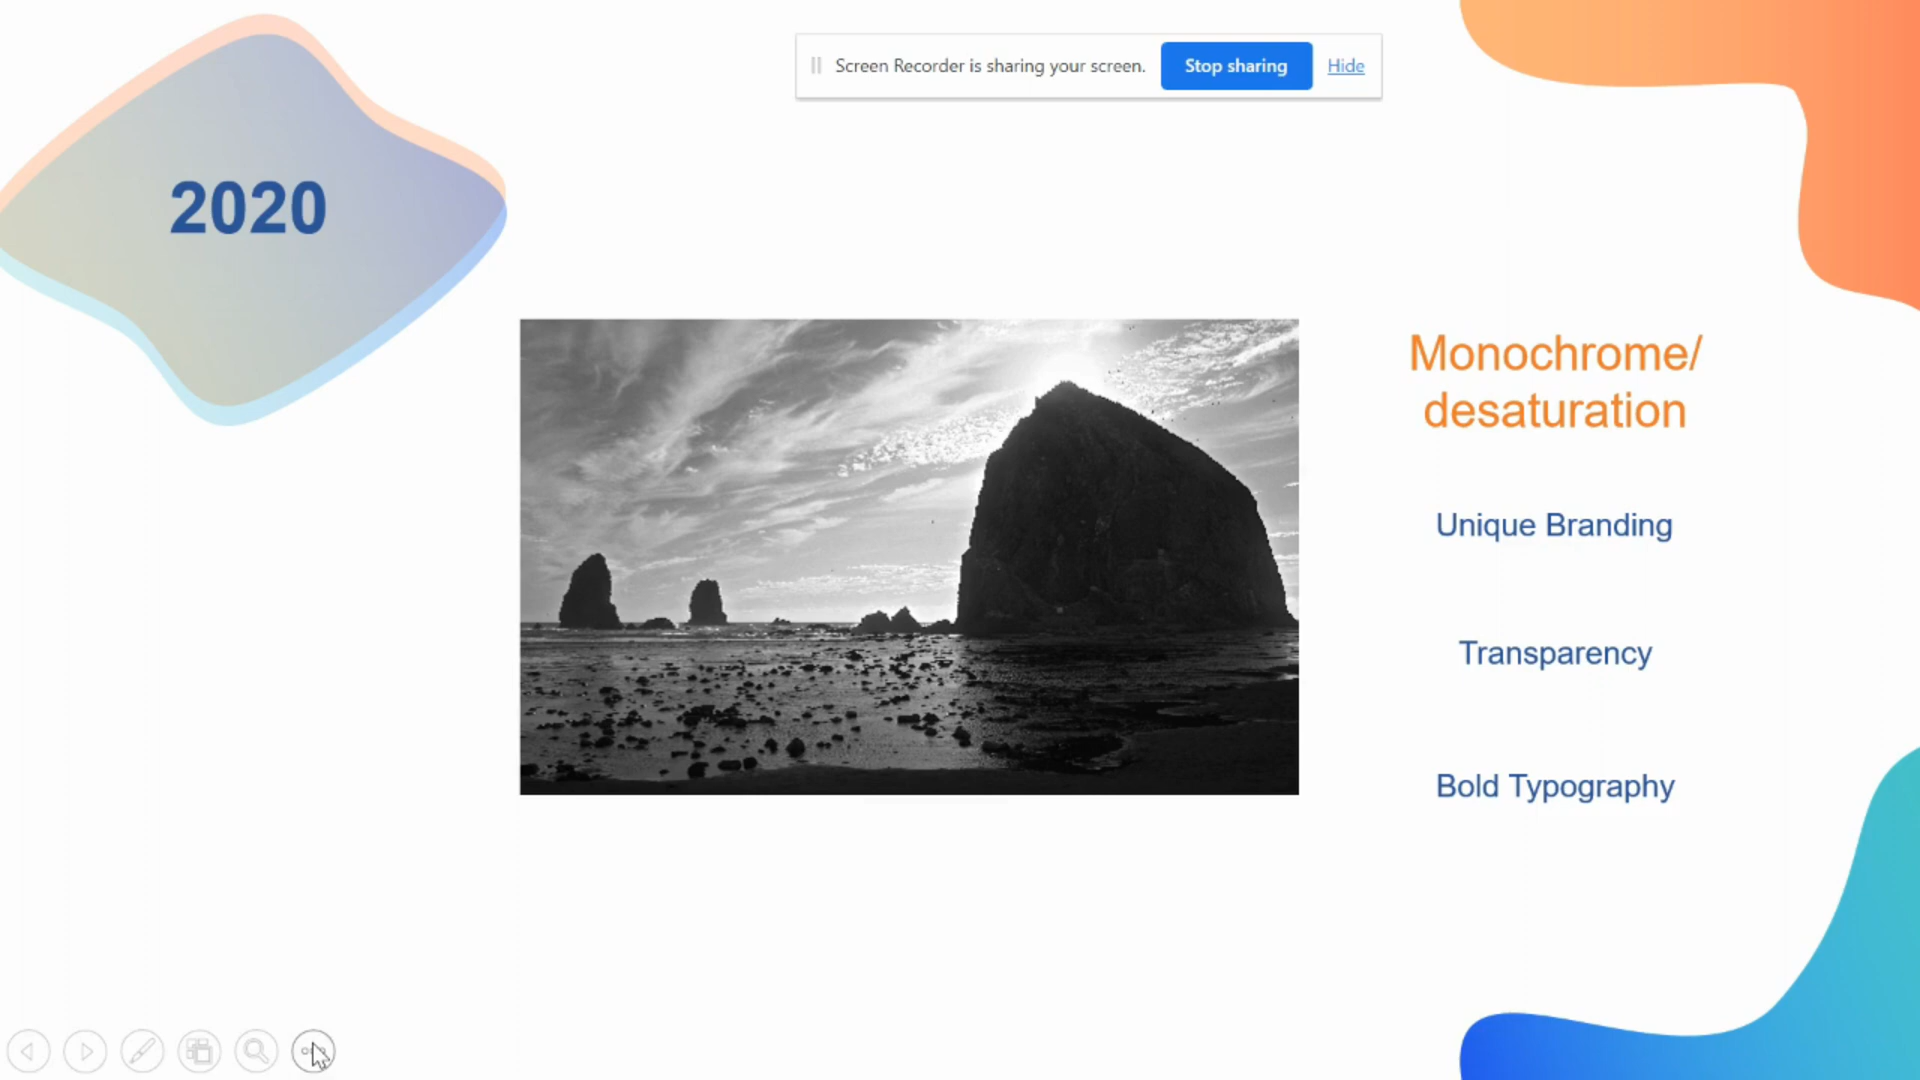 Screen Recorder is sharing your screen.
Stop sharing
Hide
2020
Monochrome/
desaturation
Unique Branding
Transparency
Bold Typography